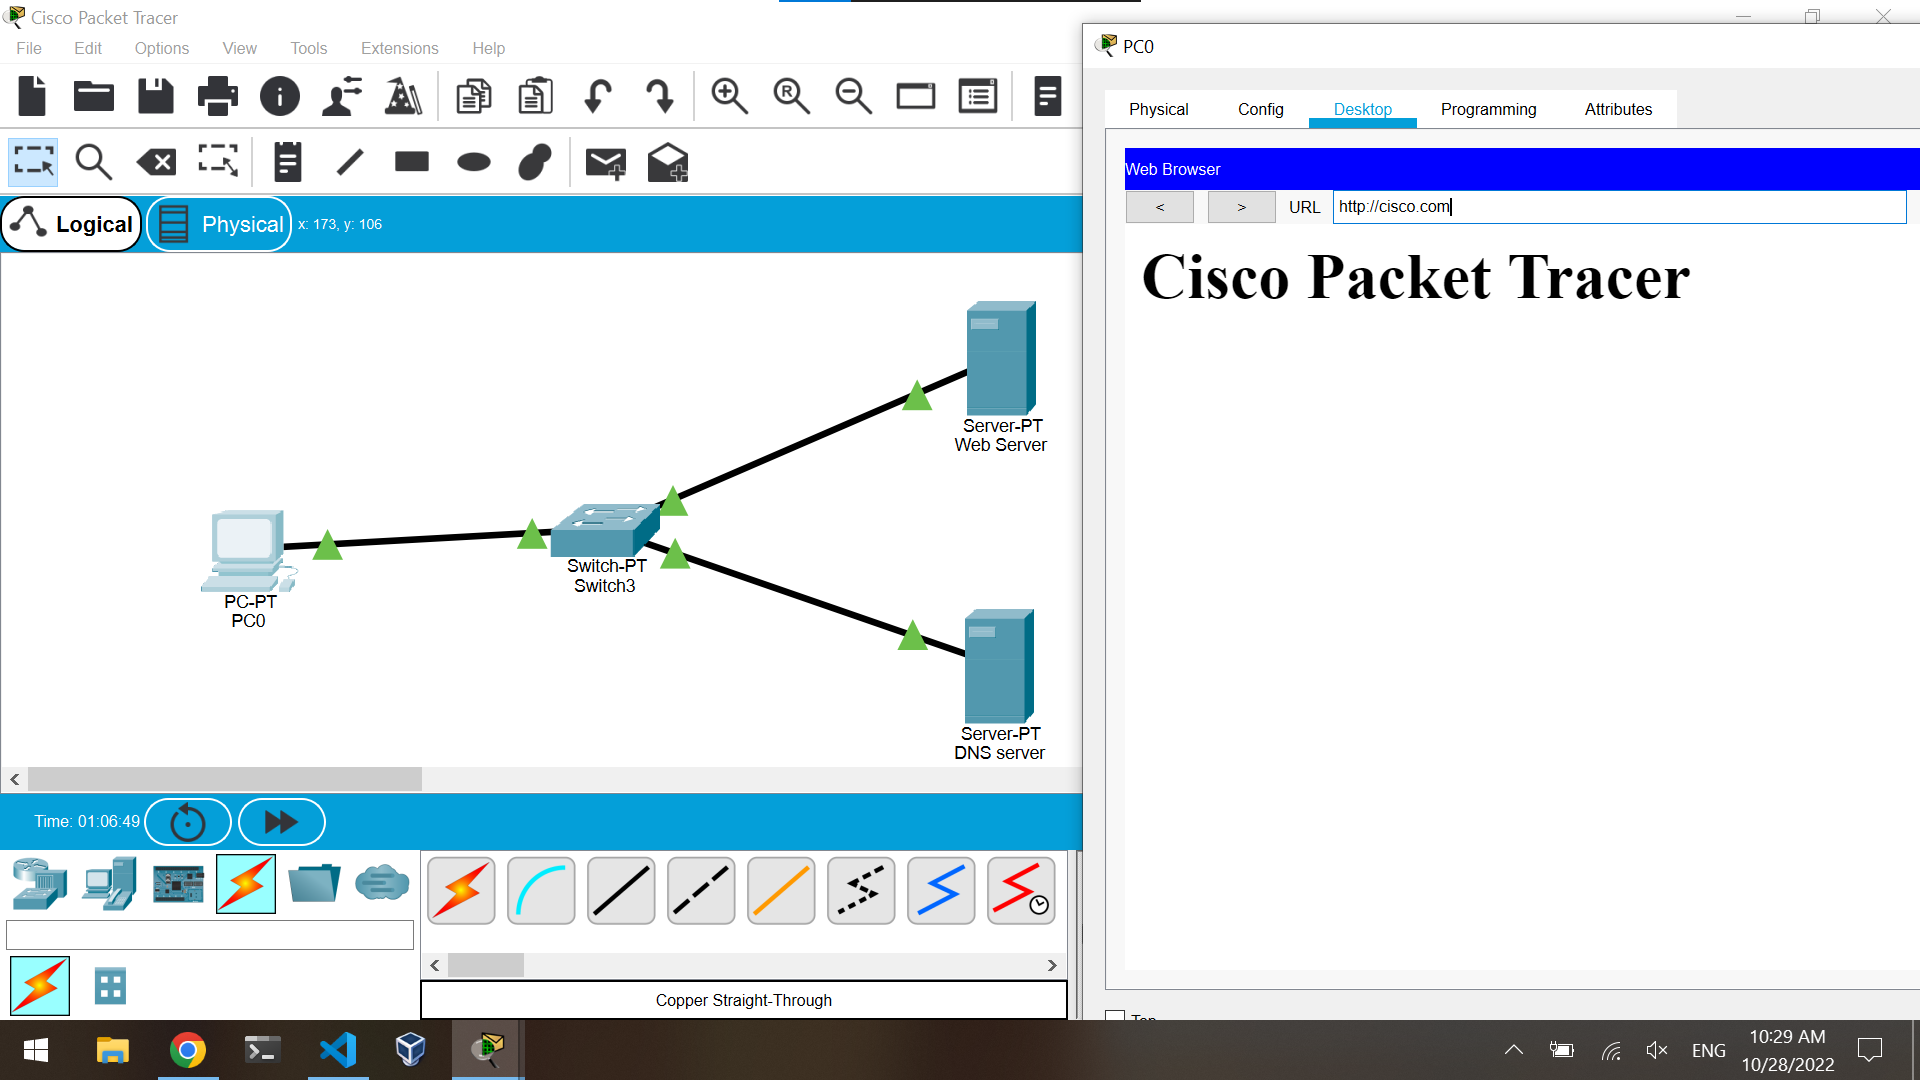 Cisco Packet Tracer
File Edit Options View Tools Extensions Help
Logical Physical x: 173, y: 106
Server-PT
Web Server
Switch-PT
Switch3
PC-PT
PC0
Server-PT
DNS server
Time: 01:06:49
Copper Straight-Through
PC0
Physical Config Desktop Programming Attributes
Web Browser
< > URL http://cisco.com
Cisco Packet Tracer
Top
ENG
10:29 AM
10/28/2022